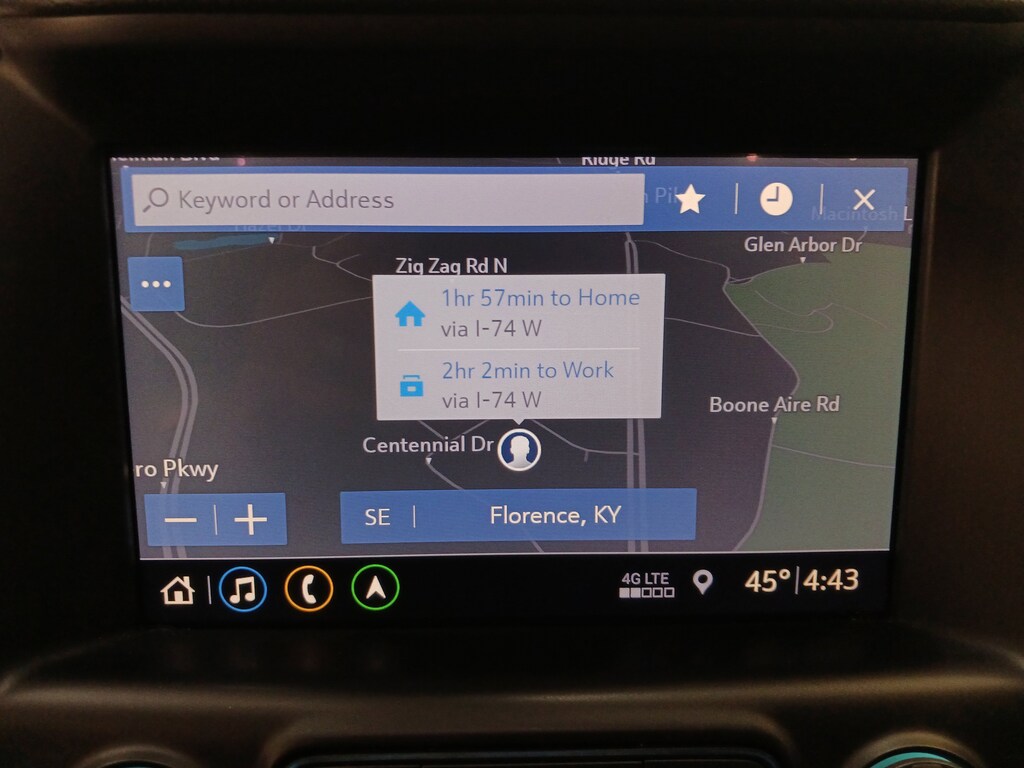 Ridge Rd
Keyword or Address
Macintosh L
Glen Arbor Dr
Zig Zag Rd N
1hr 57min to Home
via I-74 W
2hr 2min to Work
via I-74 W
Boone Aire Rd
Centennial Dr
ro Pkwy
SE | Florence, KY
4G LTE
45° | 4:43